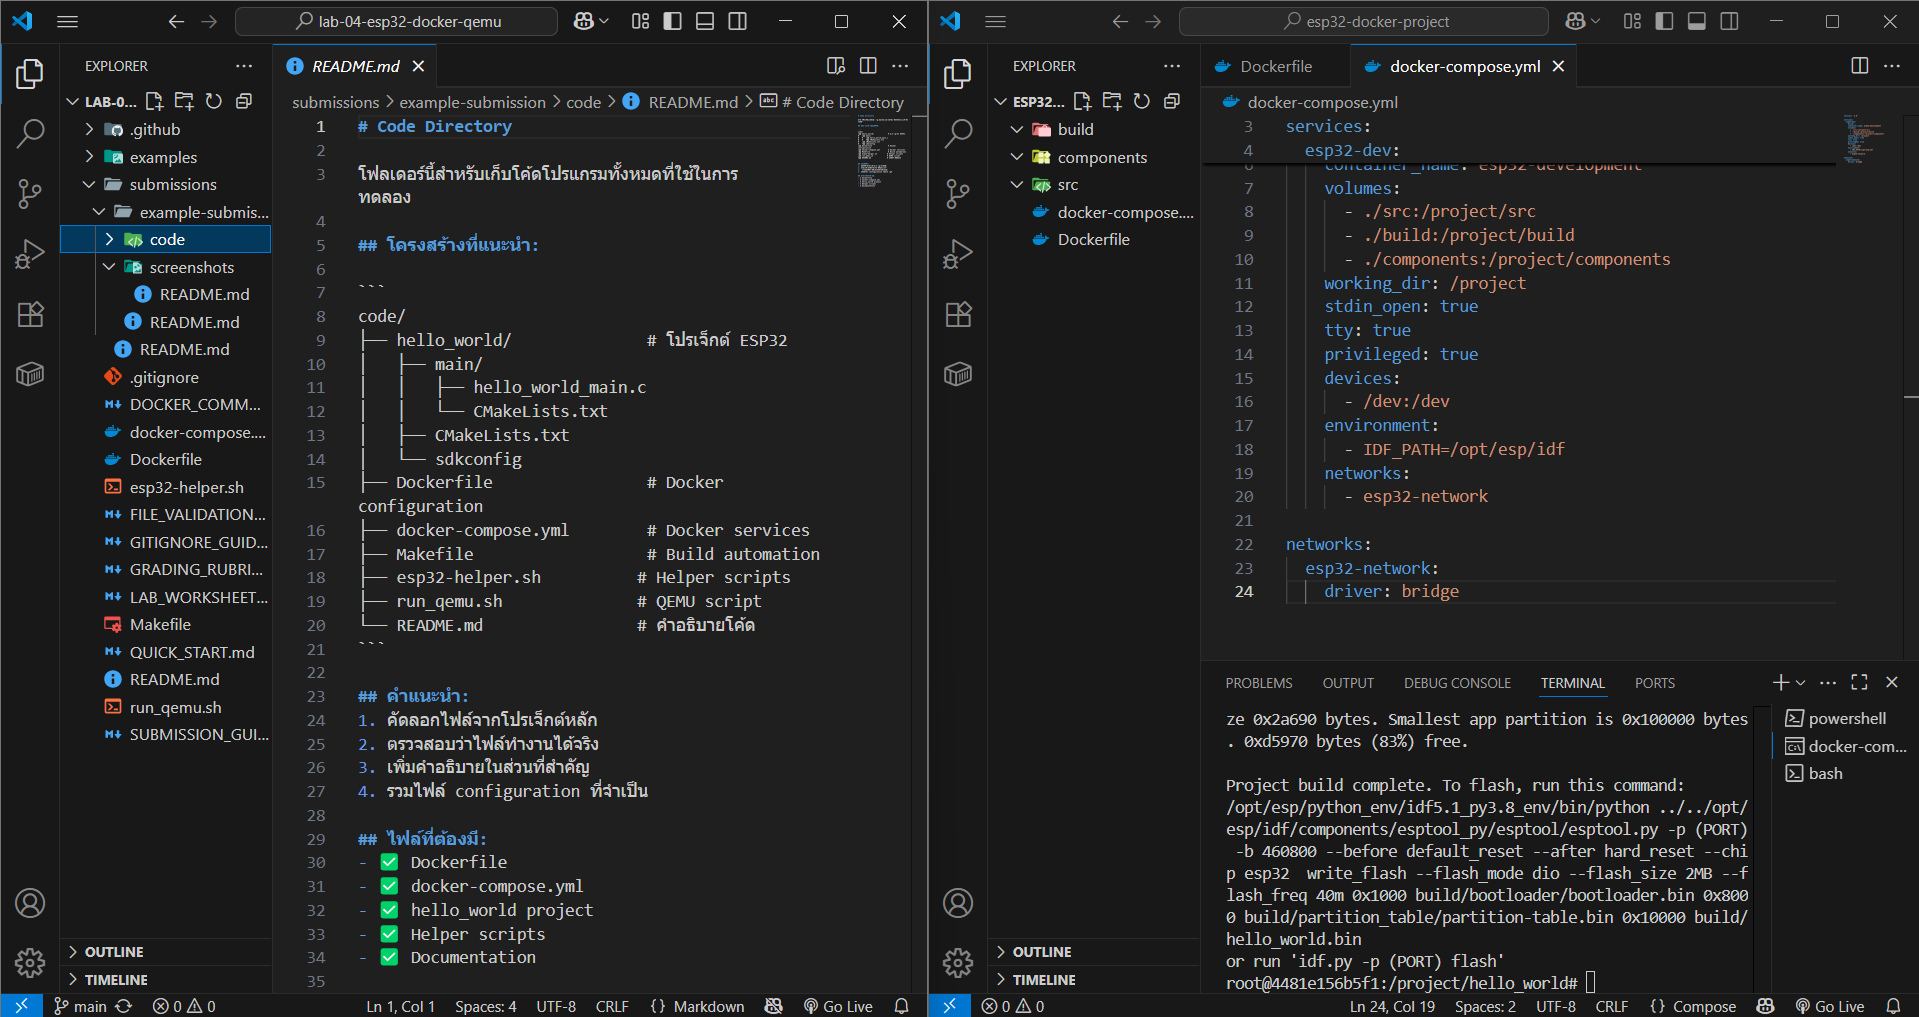 lab-04-esp32-docker-qemu
EXPLORER
LAB-0...
.github
examples
submissions
example-submis...
code
screenshots
README.md
README.md
README.md
.gitignore
DOCKER_COMM...
docker-compose....
Dockerfile
esp32-helper.sh
FILE_VALIDATION...
GITIGNORE_GUID...
GRADING_RUBRI...
LAB_WORKSHEET...
Makefile
QUICK_START.md
README.md
run_qemu.sh
SUBMISSION_GUI...
OUTLINE
TIMELINE
README.md
submissions > example-submission > code > README.md > # Code Directory
1 # Code Directory
2
3 โฟลเดอร์นี้สำหรับเก็บโค้ดโปรแกรมทั้งหมดที่ใช้ในการ
ทดลอง
4
5 ## โครงสร้างที่แนะนำ:
6
7 ```
8 code/
9 ├── hello_world/ # โปรเจ็กต์ ESP32
10 │ ├── main/
11 │ │ ├── hello_world_main.c
12 │ │ └── CMakeLists.txt
13 │ ├── CMakeLists.txt
14 │ └── sdkconfig
15 ├── Dockerfile # Docker
configuration
16 ├── docker-compose.yml # Docker services
17 ├── Makefile # Build automation
18 ├── esp32-helper.sh # Helper scripts
19 ├── run_qemu.sh # QEMU script
20 └── README.md # คำอธิบายโค้ด
21 ```
22
23 ## คำแนะนำ:
24 1. คัดลอกไฟล์จากโปรเจ็กต์หลัก
25 2. ตรวจสอบว่าไฟล์ทำงานได้จริง
26 3. เพิ่มคำอธิบายในส่วนที่สำคัญ
27 4. รวมไฟล์ configuration ที่จำเป็น
28
29 ## ไฟล์ที่ต้องมี:
30 - ✅ Dockerfile
31 - ✅ docker-compose.yml
32 - ✅ hello_world project
33 - ✅ Helper scripts
34 - ✅ Documentation
35
main 0 0 Ln 1, Col 1 Spaces: 4 UTF-8 CRLF {} Markdown Go Live
esp32-docker-project
EXPLORER
ESP32...
build
components
src
docker-compose....
Dockerfile
OUTLINE
TIMELINE
Dockerfile
docker-compose.yml
docker-compose.yml
3 services:
4 esp32-dev:
6 container_name: esp32-development
7 volumes:
8 - ./src:/project/src
9 - ./build:/project/build
10 - ./components:/project/components
11 working_dir: /project
12 stdin_open: true
13 tty: true
14 privileged: true
15 devices:
16 - /dev:/dev
17 environment:
18 - IDF_PATH=/opt/esp/idf
19 networks:
20 - esp32-network
21
22 networks:
23 esp32-network:
24 driver: bridge
PROBLEMS OUTPUT DEBUG CONSOLE TERMINAL PORTS
ze 0x2a690 bytes. Smallest app partition is 0x100000 bytes
. 0xd5970 bytes (83%) free.
Project build complete. To flash, run this command:
/opt/esp/python_env/idf5.1_py3.8_env/bin/python ../../opt/
esp/idf/components/esptool_py/esptool/esptool.py -p (PORT)
-b 460800 --before default_reset --after hard_reset --chi
p esp32  write_flash --flash_mode dio --flash_size 2MB --f
lash_freq 40m 0x1000 build/bootloader/bootloader.bin 0x800
0 build/partition_table/partition-table.bin 0x10000 build/
hello_world.bin
or run 'idf.py -p (PORT) flash'
root@4481e156b5f1:/project/hello_world#
powershell
docker-com...
bash
0 0 Ln 24, Col 19 Spaces: 2 UTF-8 CRLF {} Compose Go Live